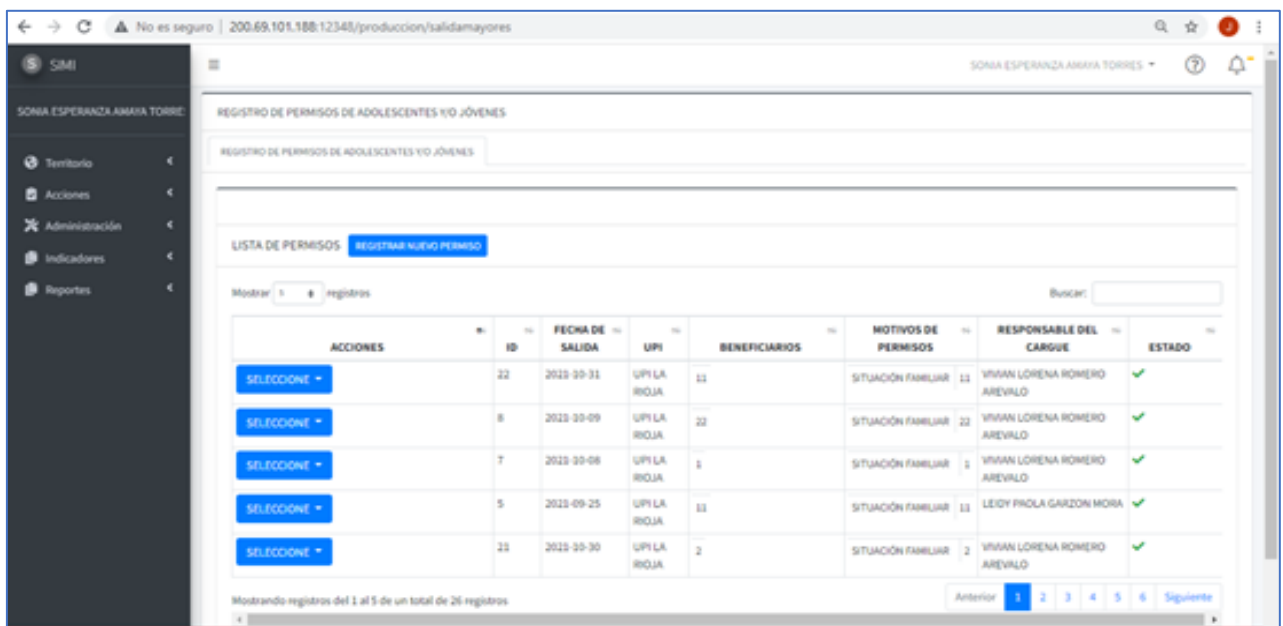 No es seguro | 200.69.101.188:12348/produccion/salidamayores
S SIMI
SONIA ESPERANZA AMAYA TORRES
SONIA ESPERANZA AMAYA TORRE:
REGISTRO DE PERMISOS DE ADOLESCENTES Y/O JÓVENES
REGISTRO DE PERMISOS DE ADOLESCENTES Y/O JÓVENES
Territorio
Acciones
Administración
Indicadores
Reportes
LISTA DE PERMISOS REGISTRAR NUEVO PERMISO
Mostrar 5 registros Buscar:
ACCIONES ID FECHA DE SALIDA UPI BENEFICIARIOS MOTIVOS DE PERMISOS RESPONSABLE DEL CARGUE ESTADO
SELECCIONE 22 2021-10-31 UPI LA RIOJA 11 SITUACIÓN FAMILIAR 11 VIVIAN LORENA ROMERO AREVALO
SELECCIONE 8 2021-10-09 UPI LA RIOJA 22 SITUACIÓN FAMILIAR 22 VIVIAN LORENA ROMERO AREVALO
SELECCIONE 7 2021-10-08 UPI LA RIOJA 1 SITUACIÓN FAMILIAR 1 VIVIAN LORENA ROMERO AREVALO
SELECCIONE 5 2021-09-25 UPI LA RIOJA 11 SITUACIÓN FAMILIAR 11 LEIDY PAOLA GARZON MORA
SELECCIONE 21 2021-10-30 UPI LA RIOJA 2 SITUACIÓN FAMILIAR 2 VIVIAN LORENA ROMERO AREVALO
Mostrando registros del 1 al 5 de un total de 26 registros
Anterior 1 2 3 4 5 6 Siguiente